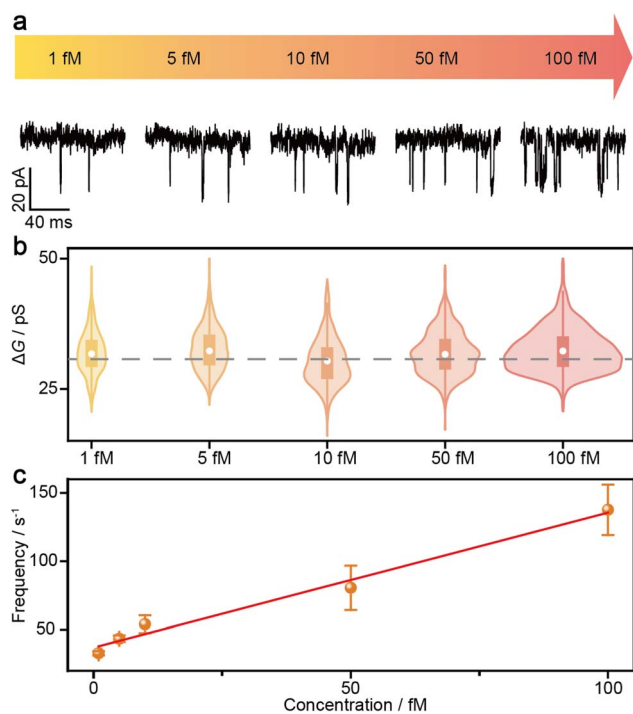 a
1 fM 5 fM 10 fM 50 fM 100 fM
20 pA
40 ms
b
50
25
ΔG / pS
1 fM 5 fM 10 fM 50 fM 100 fM
c
150
100
50
Frequency / s⁻¹
0 50 100
Concentration / fM